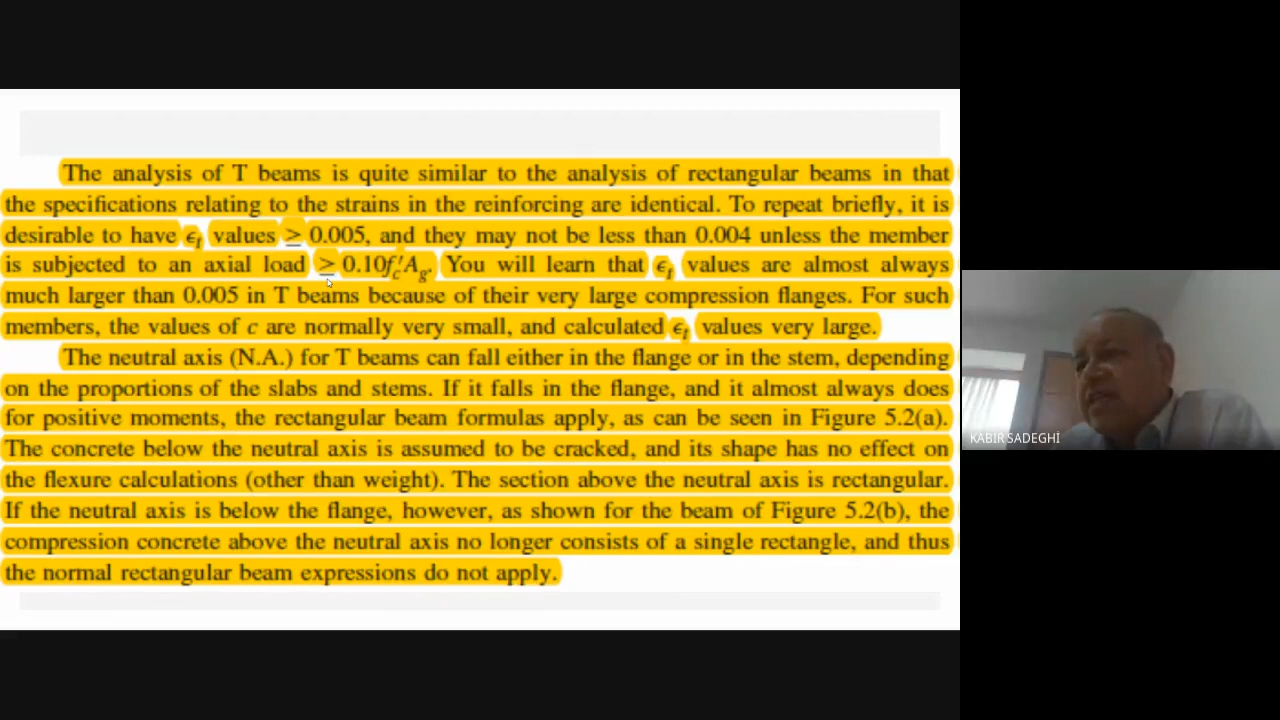 The analysis of T beams is quite similar to the analysis of rectangular beams in that
the specifications relating to the strains in the reinforcing are identical. To repeat briefly, it is
desirable to have ϵt values ≥ 0.005, and they may not be less than 0.004 unless the member
is subjected to an axial load ≥ 0.10f′cAg. You will learn that ϵt values are almost always
much larger than 0.005 in T beams because of their very large compression flanges. For such
members, the values of c are normally very small, and calculated ϵt values very large.
The neutral axis (N.A.) for T beams can fall either in the flange or in the stem, depending
on the proportions of the slabs and stems. If it falls in the flange, and it almost always does
for positive moments, the rectangular beam formulas apply, as can be seen in Figure 5.2(a).
The concrete below the neutral axis is assumed to be cracked, and its shape has no effect on
the flexure calculations (other than weight). The section above the neutral axis is rectangular.
If the neutral axis is below the flange, however, as shown for the beam of Figure 5.2(b), the
compression concrete above the neutral axis no longer consists of a single rectangle, and thus
the normal rectangular beam expressions do not apply.
KABIR SADEGHI